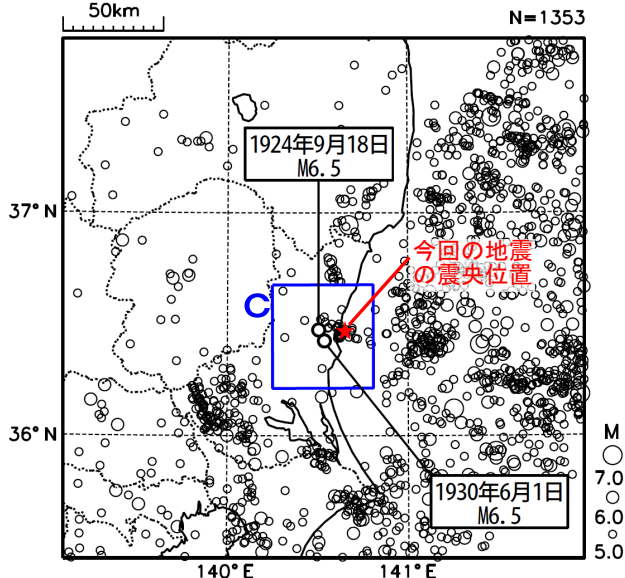 50km
N=1353
1924年9月18日
M6.5
37°N
今回の地震
の震央位置
C
36°N
M
7.0
6.0
5.0
1930年6月1日
M6.5
140°E
141°E